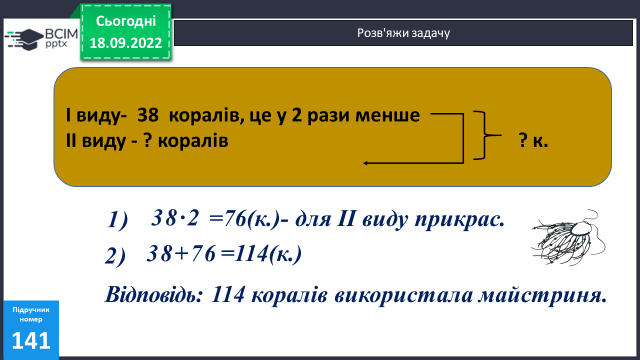 Сьогодні
18.09.2022
ВСІМ
pptx
Розв'яжи задачу
І виду- 38 коралів, це у 2 рази менше
ІІ виду - ? коралів
? к.
1) 38·2 =76(к.)- для ІІ виду прикрас.
2) 38+76 =114(к.)
Відповідь: 114 коралів використала майстриня.
Підручник
номер
141